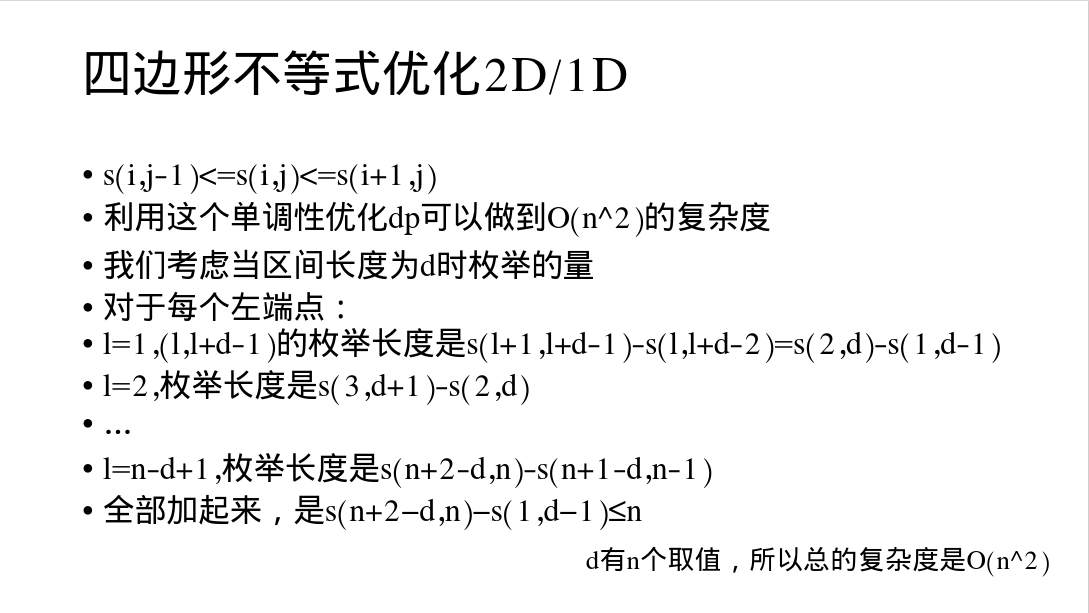 四边形不等式优化2D/1D
• s(i,j-1)<=s(i,j)<=s(i+1,j)
• 利用这个单调性优化dp可以做到O(n^2)的复杂度
• 我们考虑当区间长度为d时枚举的量
• 对于每个左端点：
• l=1,(l,l+d-1)的枚举长度是s(l+1,l+d-1)-s(l,l+d-2)=s(2,d)-s(1,d-1)
• l=2,枚举长度是s(3,d+1)-s(2,d)
• ...
• l=n-d+1,枚举长度是s(n+2-d,n)-s(n+1-d,n-1)
• 全部加起来，是s(n+2−d,n)−s(1,d−1)≤n
d有n个取值，所以总的复杂度是O(n^2)